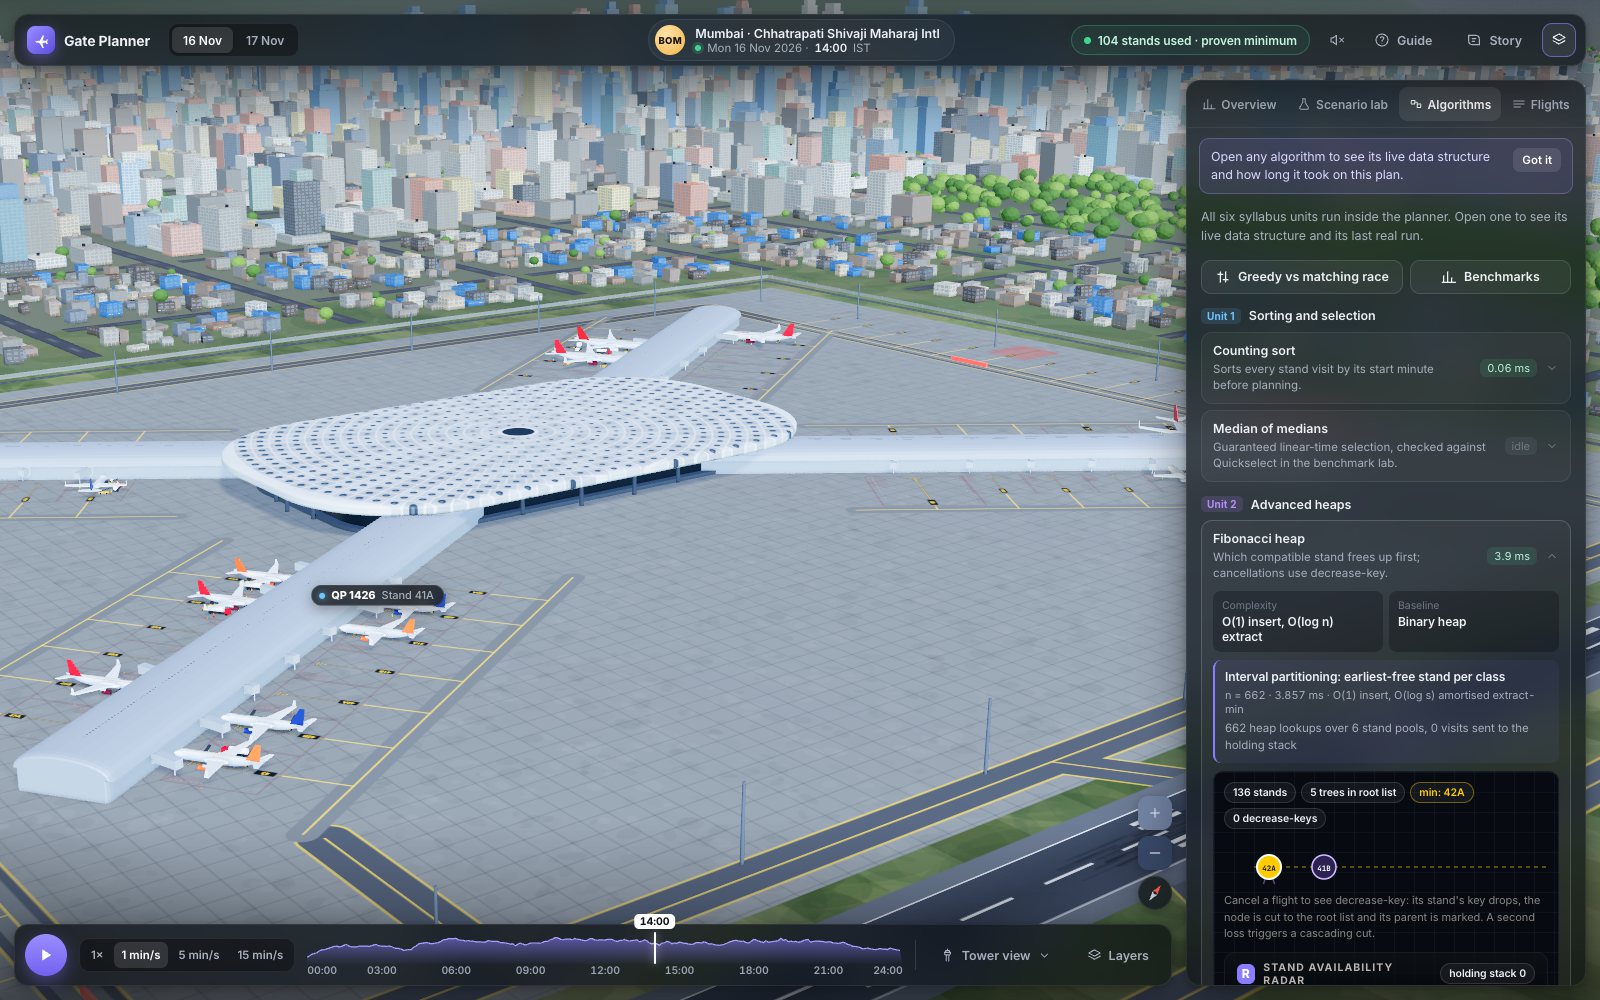 Gate Planner
16 Nov
17 Nov
BOM
Mumbai · Chhatrapati Shivaji Maharaj Intl
Mon 16 Nov 2026 · 14:00 IST
104 stands used · proven minimum
Guide
Story
Overview
Scenario lab
Algorithms
Flights
Open any algorithm to see its live data structure
and how long it took on this plan.
Got it
All six syllabus units run inside the planner. Open one to see its
live data structure and its last real run.
Greedy vs matching race
Benchmarks
Unit 1 Sorting and selection
Counting sort
Sorts every stand visit by its start minute
before planning.
0.06 ms
Median of medians
Guaranteed linear-time selection, checked against
Quickselect in the benchmark lab.
idle
Unit 2 Advanced heaps
Fibonacci heap
Which compatible stand frees up first;
cancellations use decrease-key.
3.9 ms
Complexity
O(1) insert, O(log n)
extract
Baseline
Binary heap
Interval partitioning: earliest-free stand per class
n = 662 · 3.857 ms · O(1) insert, O(log s) amortised extract-
min
662 heap lookups over 6 stand pools, 0 visits sent to the
holding stack
136 stands
5 trees in root list
min: 42A
0 decrease-keys
42A
41B
Cancel a flight to see decrease-key: its stand's key drops, the
node is cut to the root list and its parent is marked. A second
loss triggers a cascading cut.
R
STAND AVAILABILITY
RADAR
holding stack 0
QP 1426 Stand 41A
+
−
14:00
1×
1 min/s
5 min/s
15 min/s
00:00
03:00
06:00
09:00
12:00
15:00
18:00
21:00
24:00
Tower view
Layers